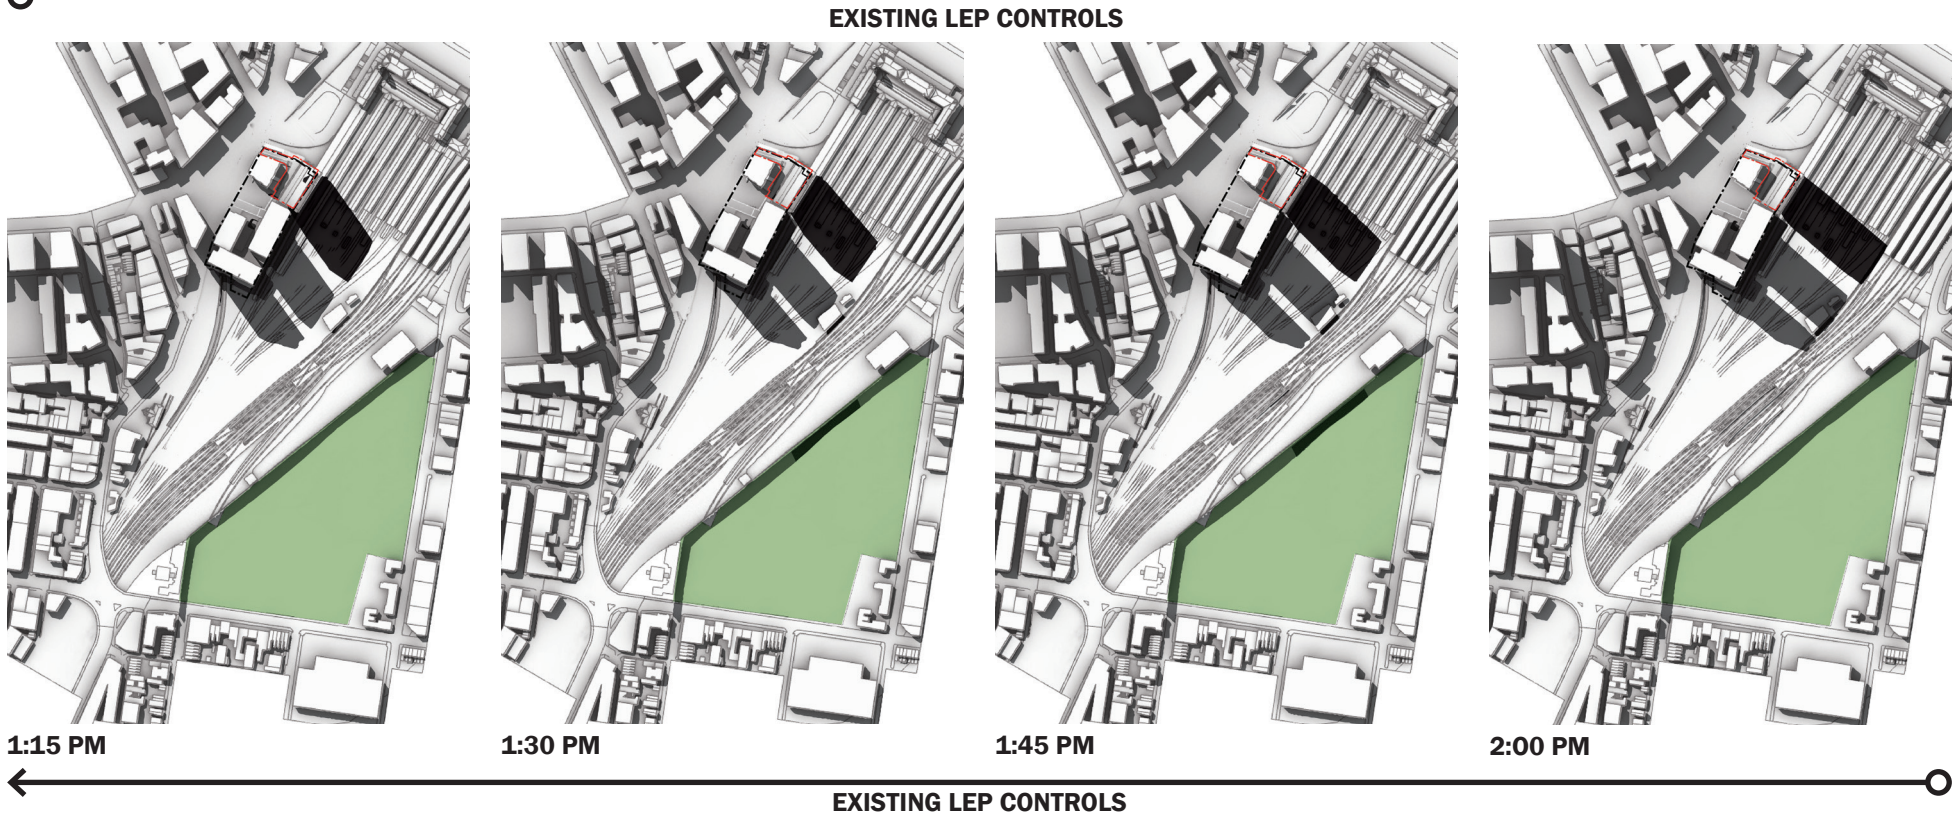 EXISTING LEP CONTROLS
1:15 PM
1:30 PM
1:45 PM
2:00 PM
EXISTING LEP CONTROLS